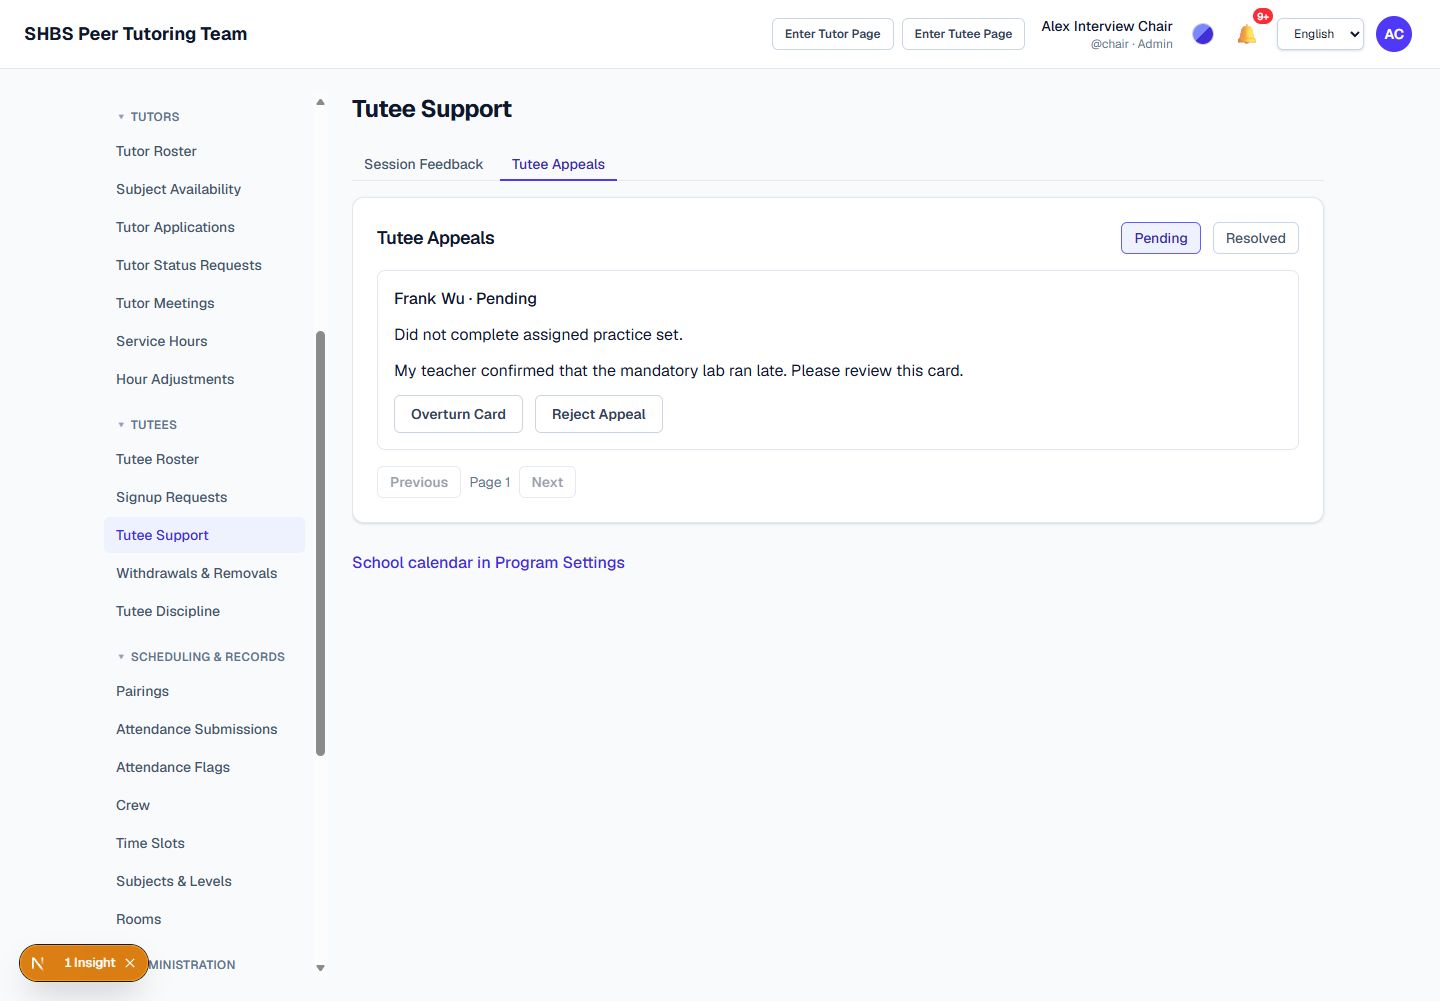 SHBS Peer Tutoring Team
Enter Tutor Page
Enter Tutee Page
Alex Interview Chair
@chair · Admin
9+
English
AC
TUTORS
Tutor Roster
Subject Availability
Tutor Applications
Tutor Status Requests
Tutor Meetings
Service Hours
Hour Adjustments
TUTEES
Tutee Roster
Signup Requests
Tutee Support
Withdrawals & Removals
Tutee Discipline
SCHEDULING & RECORDS
Pairings
Attendance Submissions
Attendance Flags
Crew
Time Slots
Subjects & Levels
Rooms
MINISTRATION
N
1 Insight
Tutee Support
Session Feedback
Tutee Appeals
Tutee Appeals
Pending
Resolved
Frank Wu · Pending
Did not complete assigned practice set.
My teacher confirmed that the mandatory lab ran late. Please review this card.
Overturn Card
Reject Appeal
Previous
Page 1
Next
School calendar in Program Settings